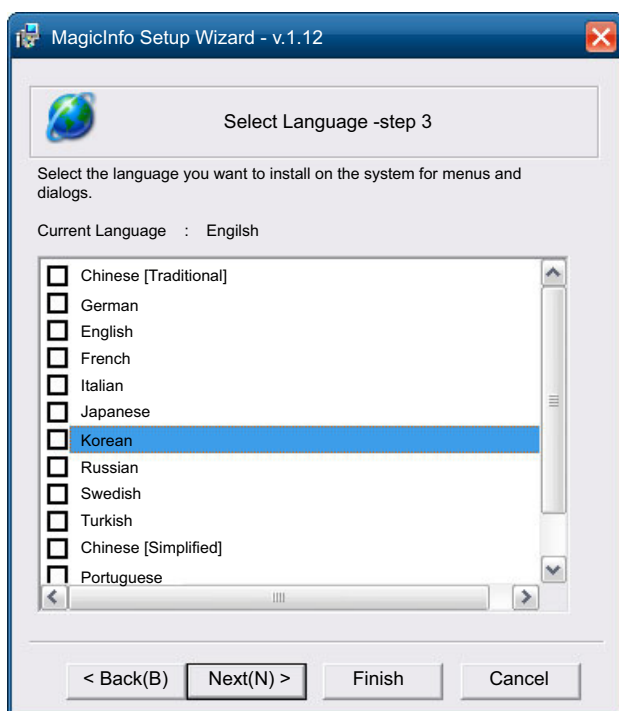 MagicInfo Setup Wizard - v.1.12
Select Language -step 3
Select the language you want to install on the system for menus and
dialogs.
Current Language : Engilsh
Chinese [Traditional]
German
English
French
Italian
Japanese
Korean
Russian
Swedish
Turkish
Chinese [Simplified]
Portuguese
< Back(B) Next(N) > Finish Cancel